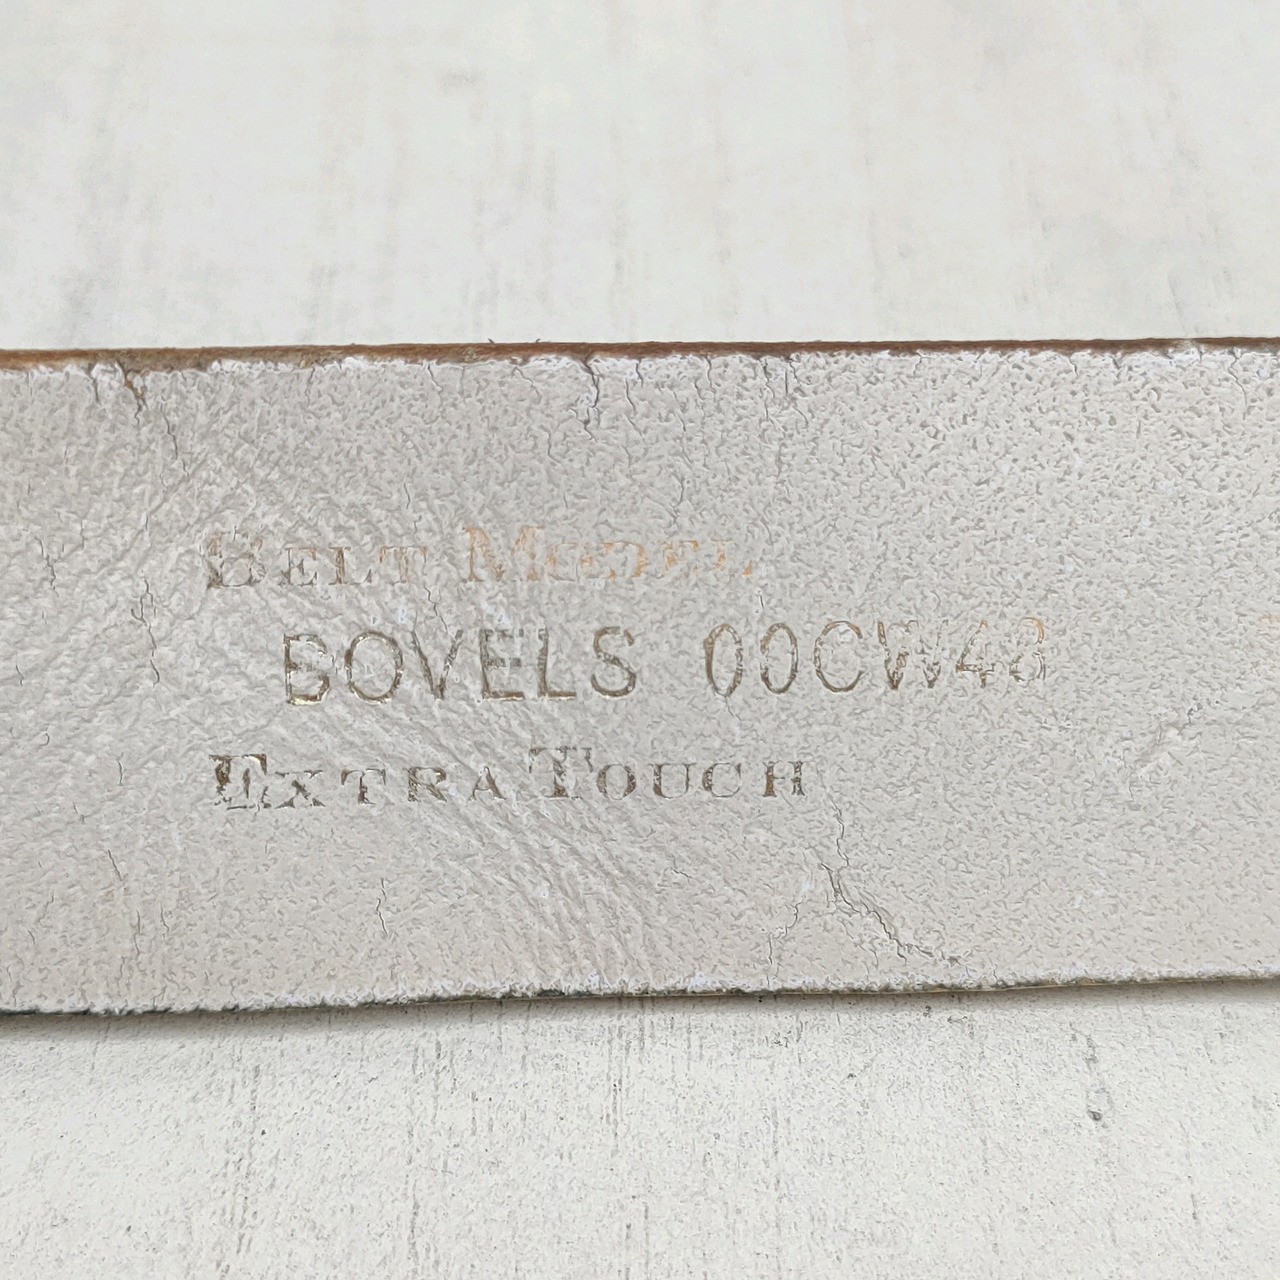 BELT MODEL
BOVELS 00CW48
EXTRA TOUCH